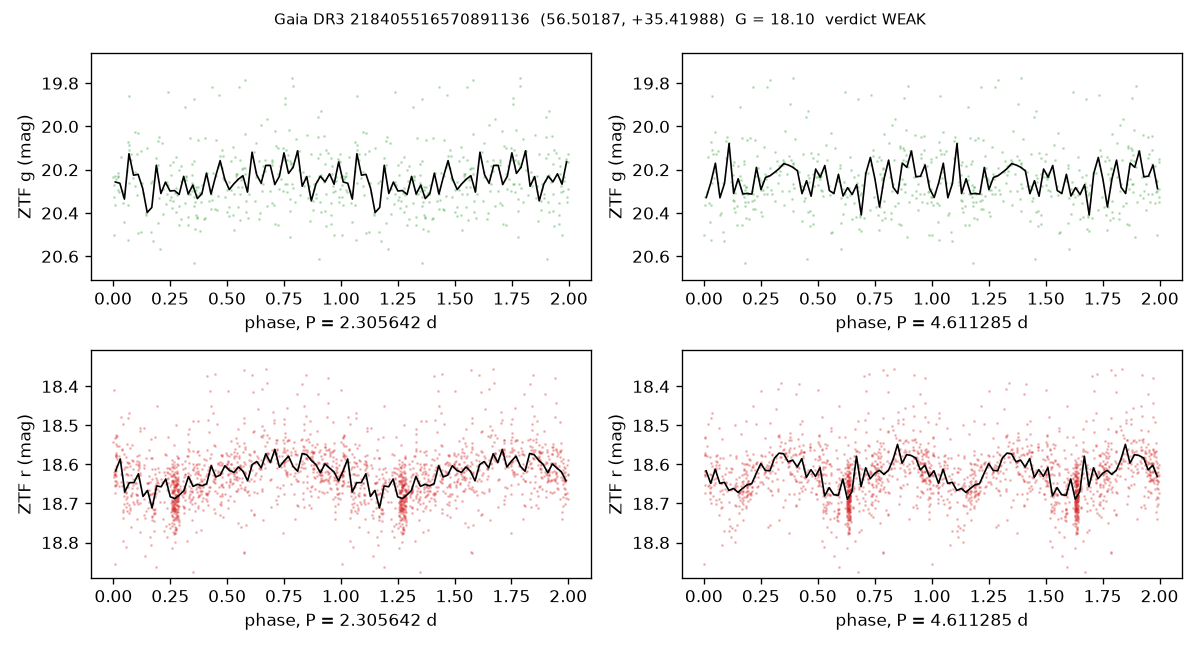 Gaia DR3 218405516570891136 (56.50187, +35.41988) G = 18.10 verdict WEAK
ZTF g (mag)
19.8
20.0
20.2
20.4
20.6
0.00 0.25 0.50 0.75 1.00 1.25 1.50 1.75 2.00
phase, P = 2.305642 d
ZTF g (mag)
19.8
20.0
20.2
20.4
20.6
0.00 0.25 0.50 0.75 1.00 1.25 1.50 1.75 2.00
phase, P = 4.611285 d
ZTF r (mag)
18.4
18.5
18.6
18.7
18.8
0.00 0.25 0.50 0.75 1.00 1.25 1.50 1.75 2.00
phase, P = 2.305642 d
ZTF r (mag)
18.4
18.5
18.6
18.7
18.8
0.00 0.25 0.50 0.75 1.00 1.25 1.50 1.75 2.00
phase, P = 4.611285 d